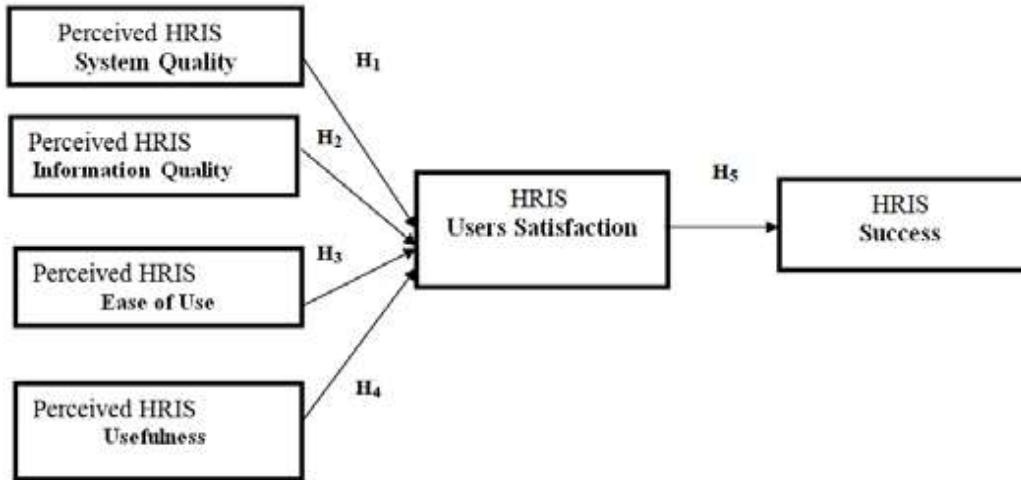 Perceived HRIS
System Quality
H1
Perceived HRIS
Information Quality
H2
HRIS
Users Satisfaction
H5
HRIS
Success
Perceived HRIS
Ease of Use
H3
Perceived HRIS
Usefulness
H4